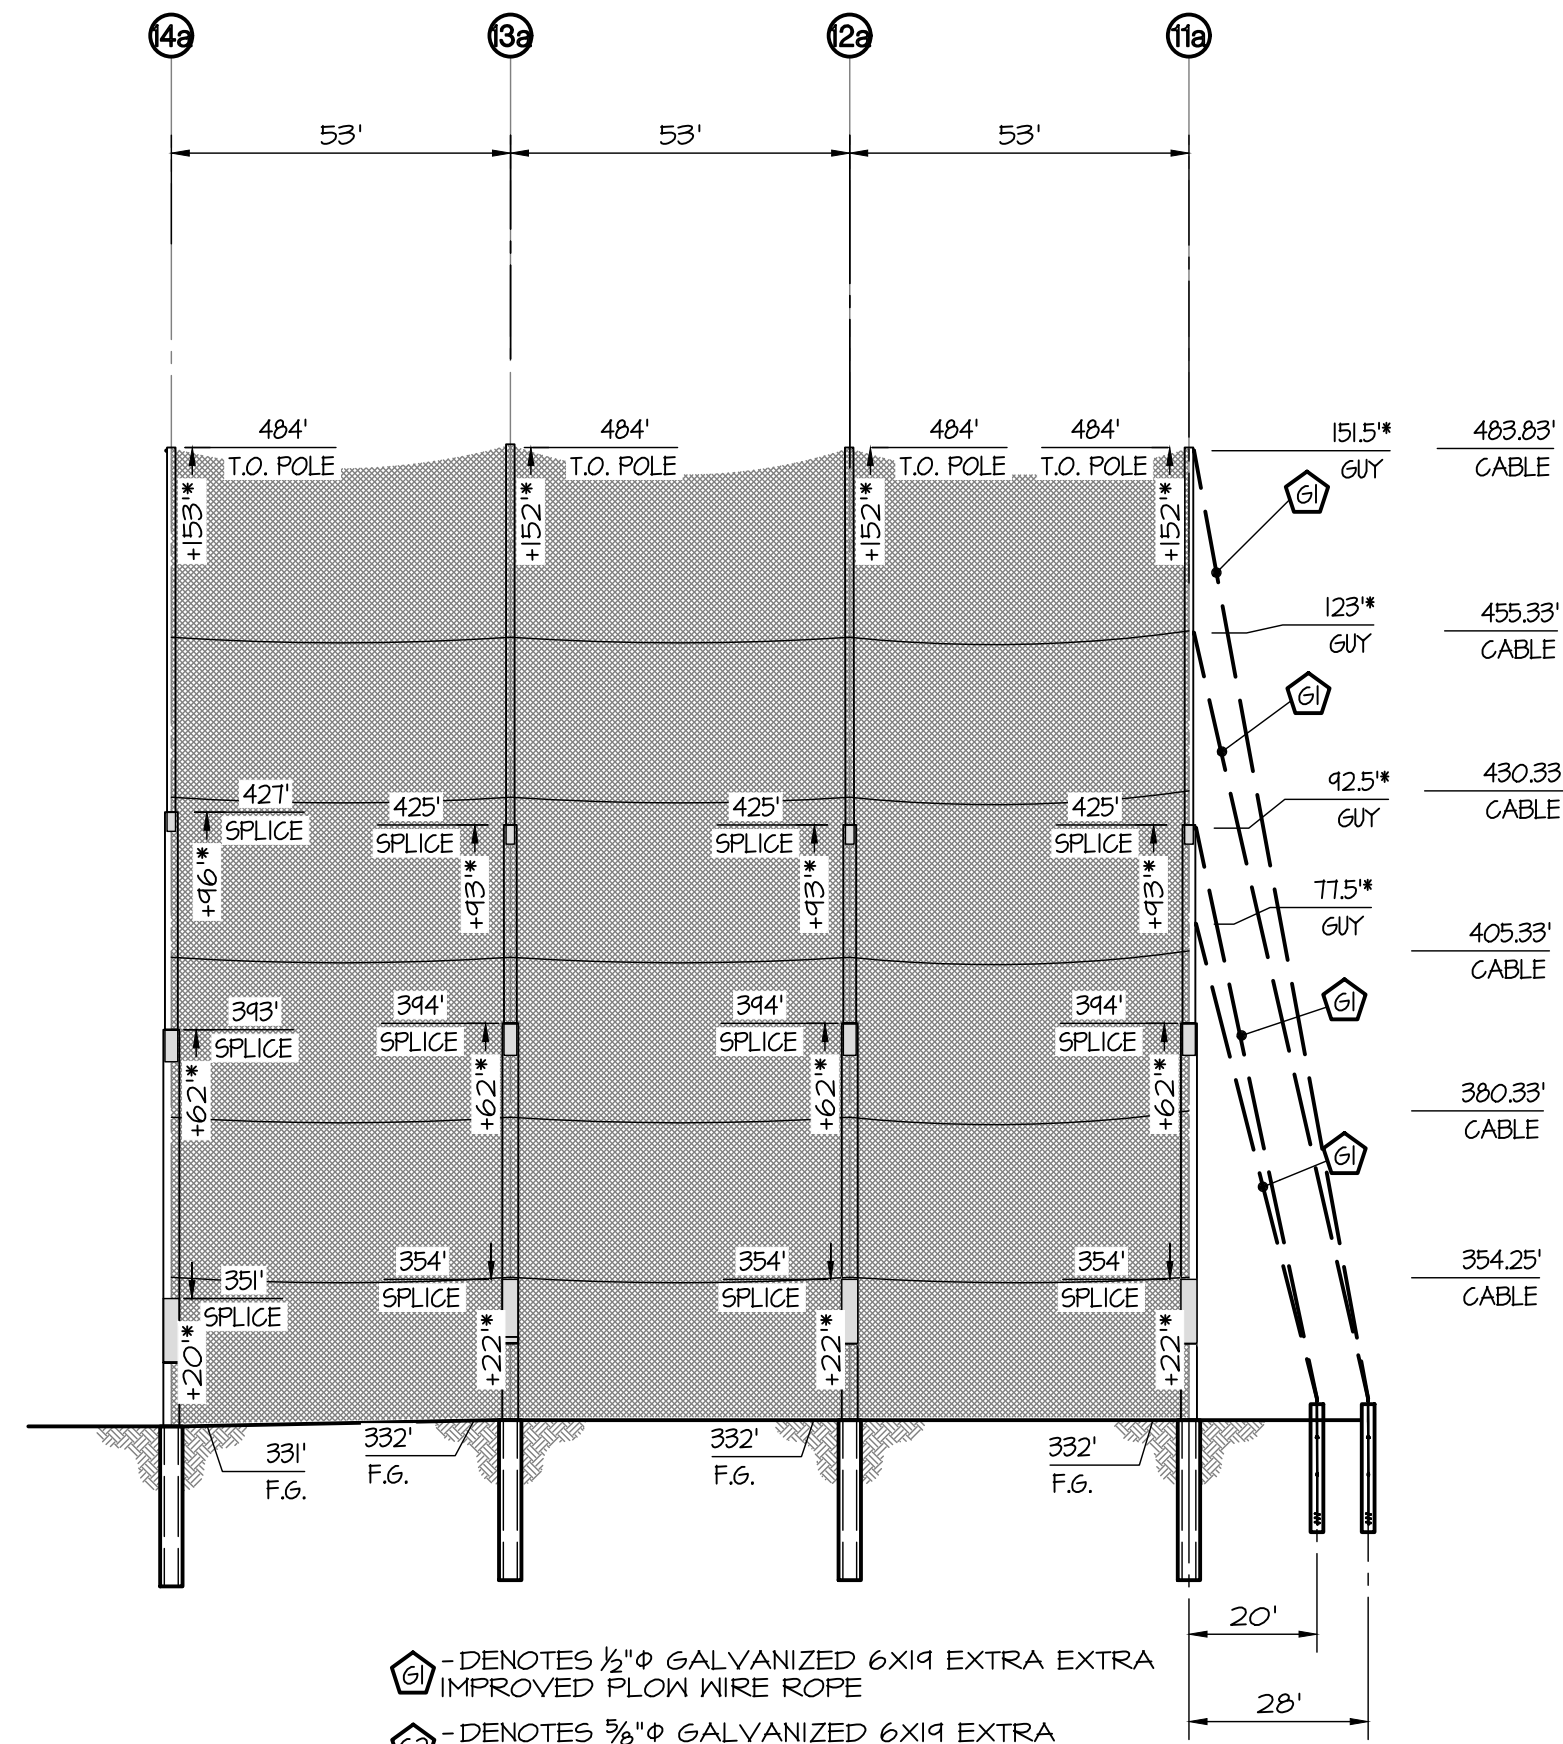 14a 13a 12a 11a
53' 53' 53'
484' 484' 484' 484' 151.5'* 483.83'
T.O. POLE T.O. POLE T.O. POLE T.O. POLE GUY CABLE
+153'* +152'* +152'* +152'* G1
123'* 455.33'
GUY CABLE
G1
427' 425' 425' 425' 92.5'* 430.33
SPLICE SPLICE SPLICE SPLICE GUY CABLE
+96'* +93'* +93'* +93'* 77.5'*
GUY
405.33'
CABLE
393' 394' 394' 394' G1
SPLICE SPLICE SPLICE SPLICE
+62'* +62'* +62'* +62'* 380.33'
CABLE
G1
351' 354' 354' 354' 354.25'
SPLICE SPLICE SPLICE SPLICE CABLE
+20'* +22'* +22'* +22'*
331' 332' 332' 332'
F.G. F.G. F.G. F.G.
20'
28'
G1 - DENOTES ½"Φ GALVANIZED 6X19 EXTRA EXTRA
IMPROVED PLOW WIRE ROPE
- DENOTES ⅝"Φ GALVANIZED 6X19 EXTRA